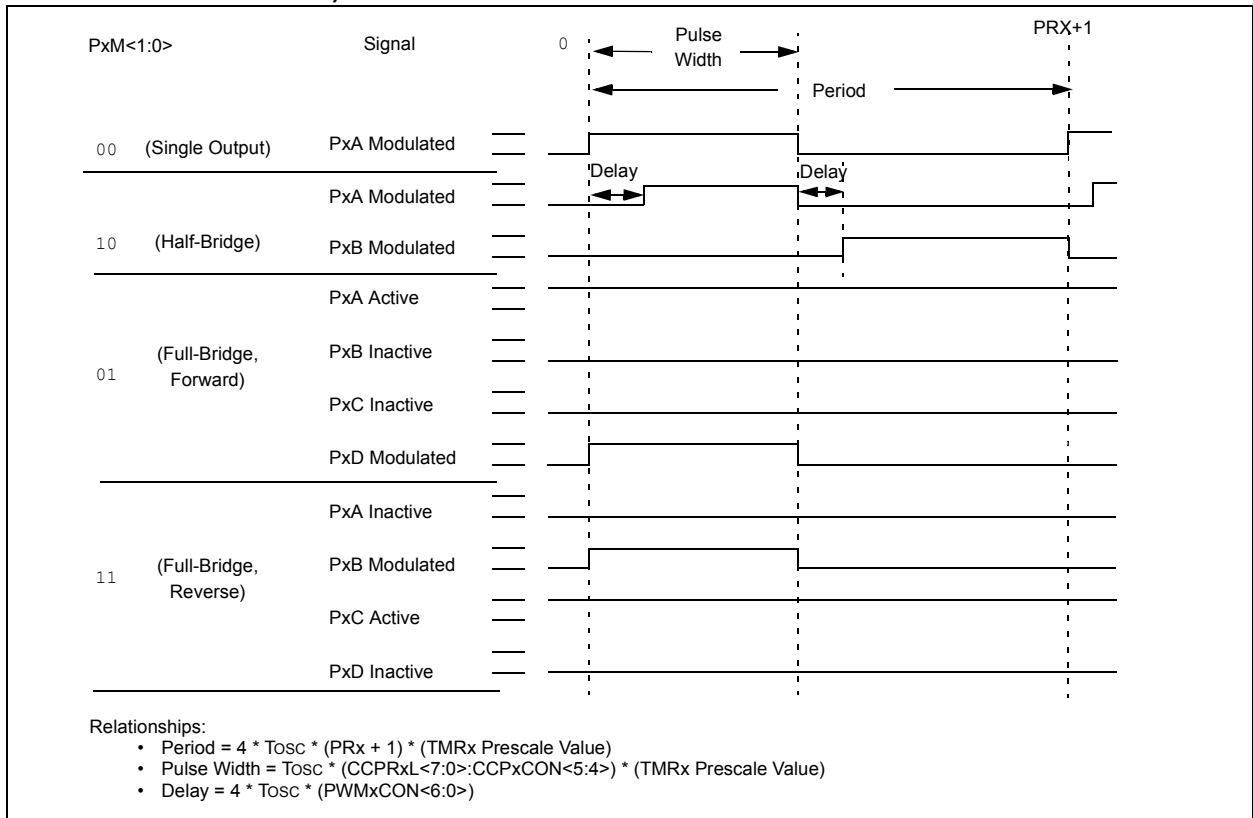 PxM<1:0>
Signal
0
Pulse
Width
PRX+1
Period
00 (Single Output) PxA Modulated
Delay Delay
PxA Modulated
10 (Half-Bridge) PxB Modulated
PxA Active
01 (Full-Bridge,
Forward)
PxB Inactive
PxC Inactive
PxD Modulated
PxA Inactive
11 (Full-Bridge,
Reverse)
PxB Modulated
PxC Active
PxD Inactive
Relationships:
• Period = 4 * TOSC * (PRx + 1) * (TMRx Prescale Value)
• Pulse Width = TOSC * (CCPRxL<7:0>:CCPxCON<5:4>) * (TMRx Prescale Value)
• Delay = 4 * TOSC * (PWMxCON<6:0>)